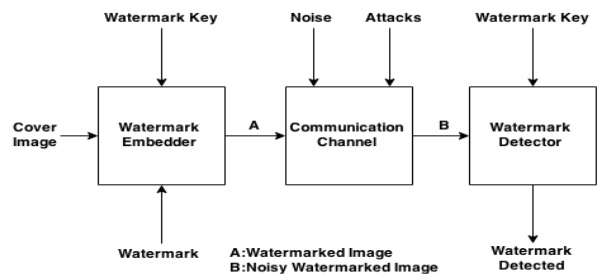 Watermark Key
Noise
Attacks
Watermark Key
Cover
Image
Watermark
Embedder
A
Communication
Channel
B
Watermark
Detector
Watermark
A:Watermarked Image
B:Noisy Watermarked Image
Watermark
Detected